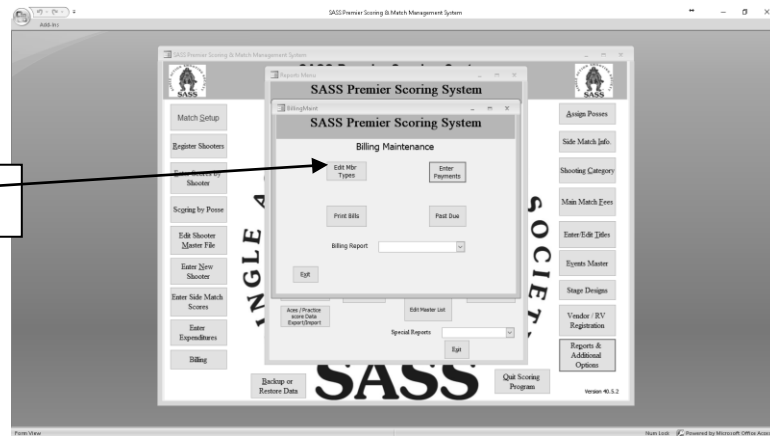 SASS Premier Scoring & Match Management System
Add-Ins
SASS Premier Scoring & Match Management System
SASS
SASS
Reports Menu
SASS Premier Scoring System
BillingMaint
SASS Premier Scoring System
Billing Maintenance
Edit Mbr
Types
Enter
Payments
Print Bills
Past Due
Billing Report
Exit
Match Setup
Register Shooters
Shooter
Scoring by Posse
Edit Shooter
Master File
Enter New
Shooter
Enter Side Match
Scores
Enter
Expenditures
Billing
Assign Posses
Side Match Info.
Shooting Category
Main Match Fees
Enter/Edit Titles
Events Master
Stage Designs
Vendor / RV
Registration
Reports &
Additional
Options
Aces / Practice
score Data
Export/Import
Edit Master List
Special Reports
Exit
INGLE A
SOCIET
SASS
Backup or
Restore Data
Quit Scoring
Program
Version 40.5.2
Form View
Num Lock
Powered by Microsoft Office Access